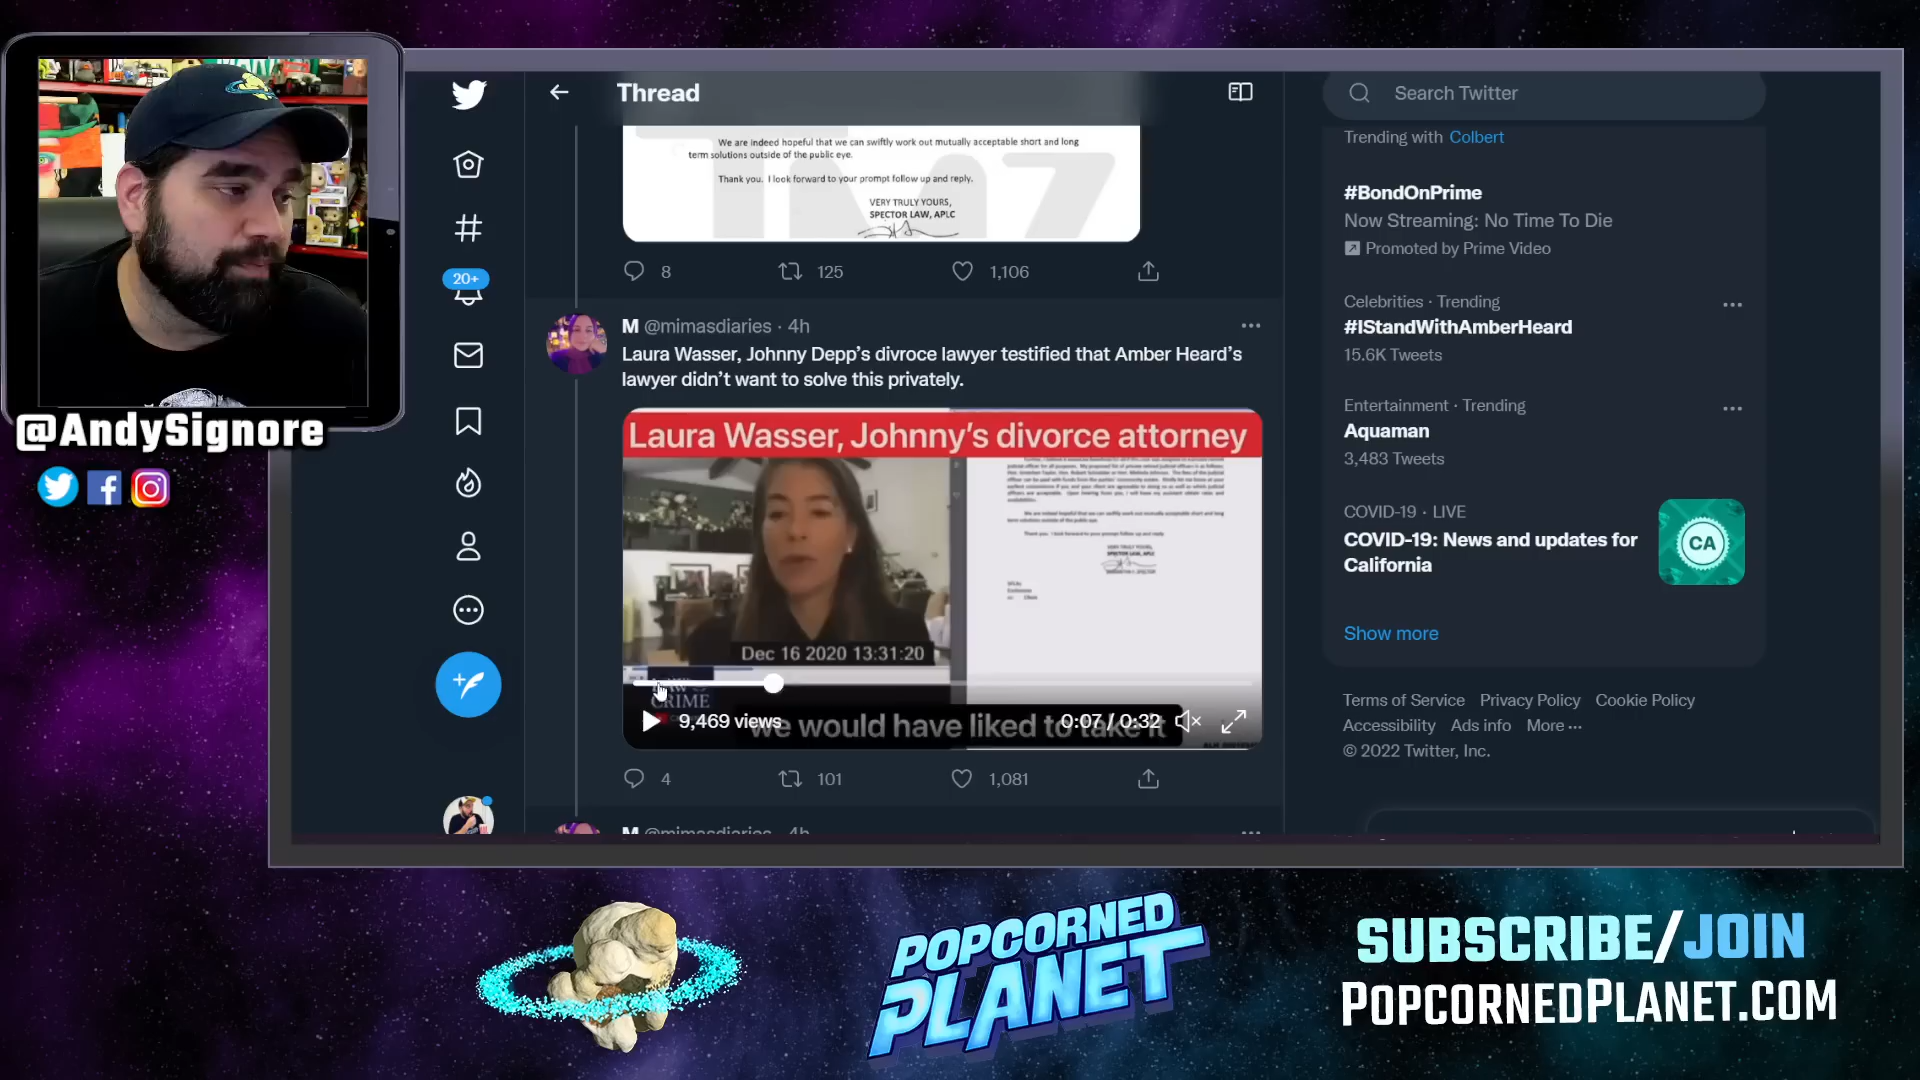 Thread
We are indeed hopeful that we can swiftly work out mutually acceptable short and long
term solutions outside of the public eye.
Thank you. I look forward to your prompt follow up and reply.
VERY TRULY YOURS,
SPECTOR LAW, APLC
8
125
1,106
20+
M @mimasdiaries · 4h
Laura Wasser, Johnny Depp's divroce lawyer testified that Amber Heard's
lawyer didn't want to solve this privately.
Laura Wasser, Johnny's divorce attorney
Dec 16 2020 13:31:20
CRIME
9,469 views
we would have liked to take it
0:07 / 0:32
4
101
1,081
M @mimasdiaries · 4h
Search Twitter
Trending with Colbert
#BondOnPrime
Now Streaming: No Time To Die
Promoted by Prime Video
Celebrities · Trending
#IStandWithAmberHeard
15.6K Tweets
Entertainment · Trending
Aquaman
3,483 Tweets
COVID-19 · LIVE
COVID-19: News and updates for
California
CA
Show more
Terms of Service Privacy Policy Cookie Policy
Accessibility Ads info More ···
© 2022 Twitter, Inc.
@AndySignore
POPCORNED
PLANET
SUBSCRIBE/JOIN
POPCORNEDPLANET.COM